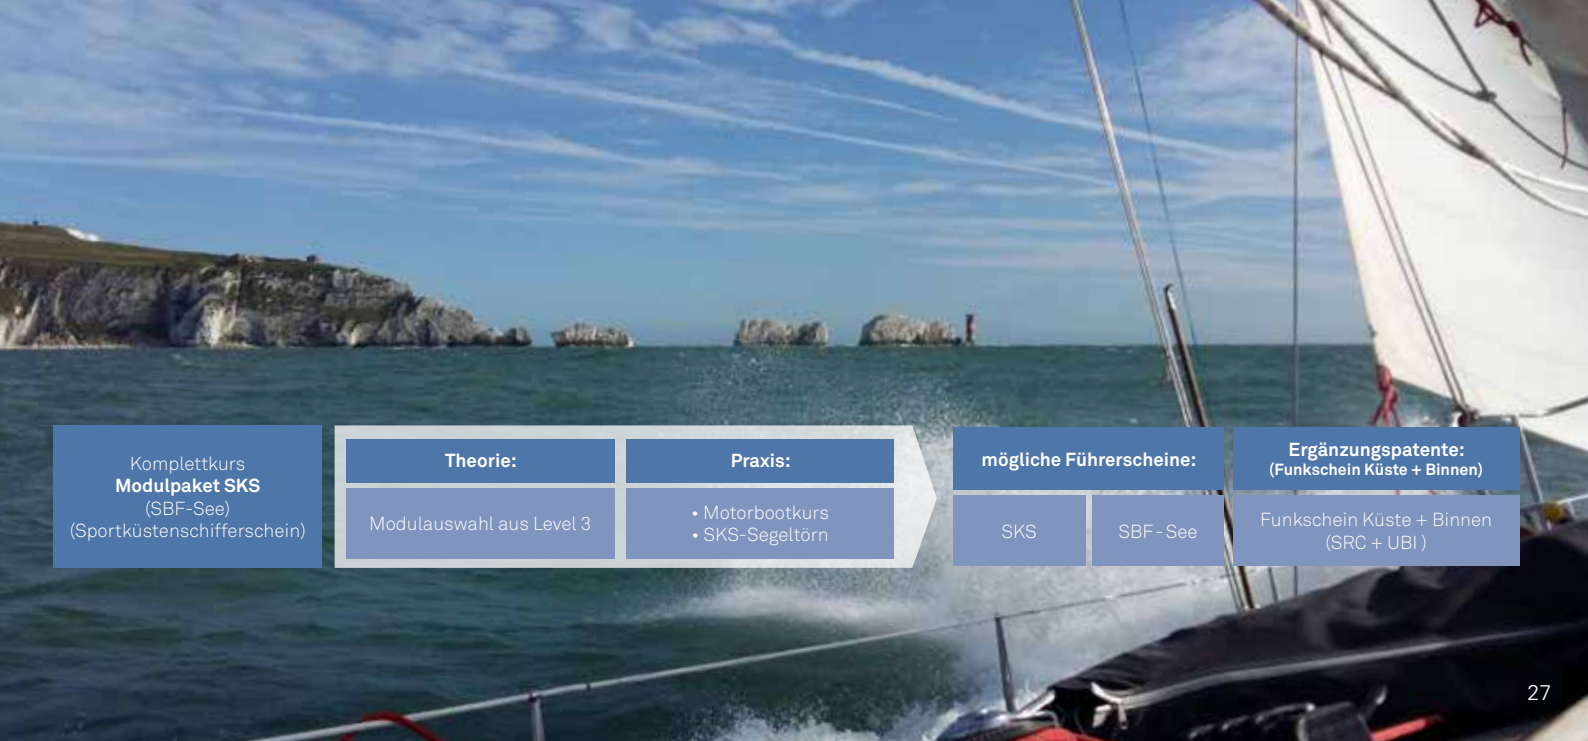 Komplettkurs
Modulpaket SKS
(SBF-See)
(Sportküstenschifferschein)
Theorie:
Modulauswahl aus Level 3
Praxis:
• Motorbootkurs
• SKS-Segeltörn
mögliche Führerscheine:
SKS
SBF - See
Ergänzungspatente:
(Funkschein Küste + Binnen)
Funkschein Küste + Binnen
(SRC + UBI )
27